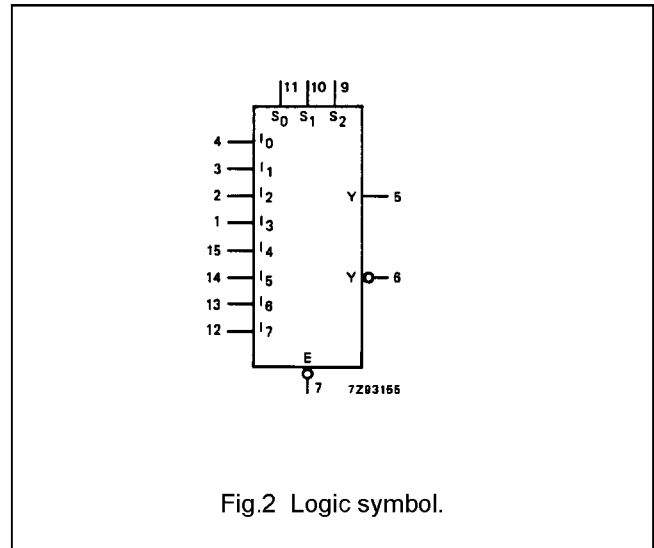 11 10 9
S0 S1 S2
4 I0
3 I1
2 I2 Y 5
1 I3
15 I4
14 I5 Y 6
13 I6
12 I7
E
7 7Z93155
Fig.2 Logic symbol.